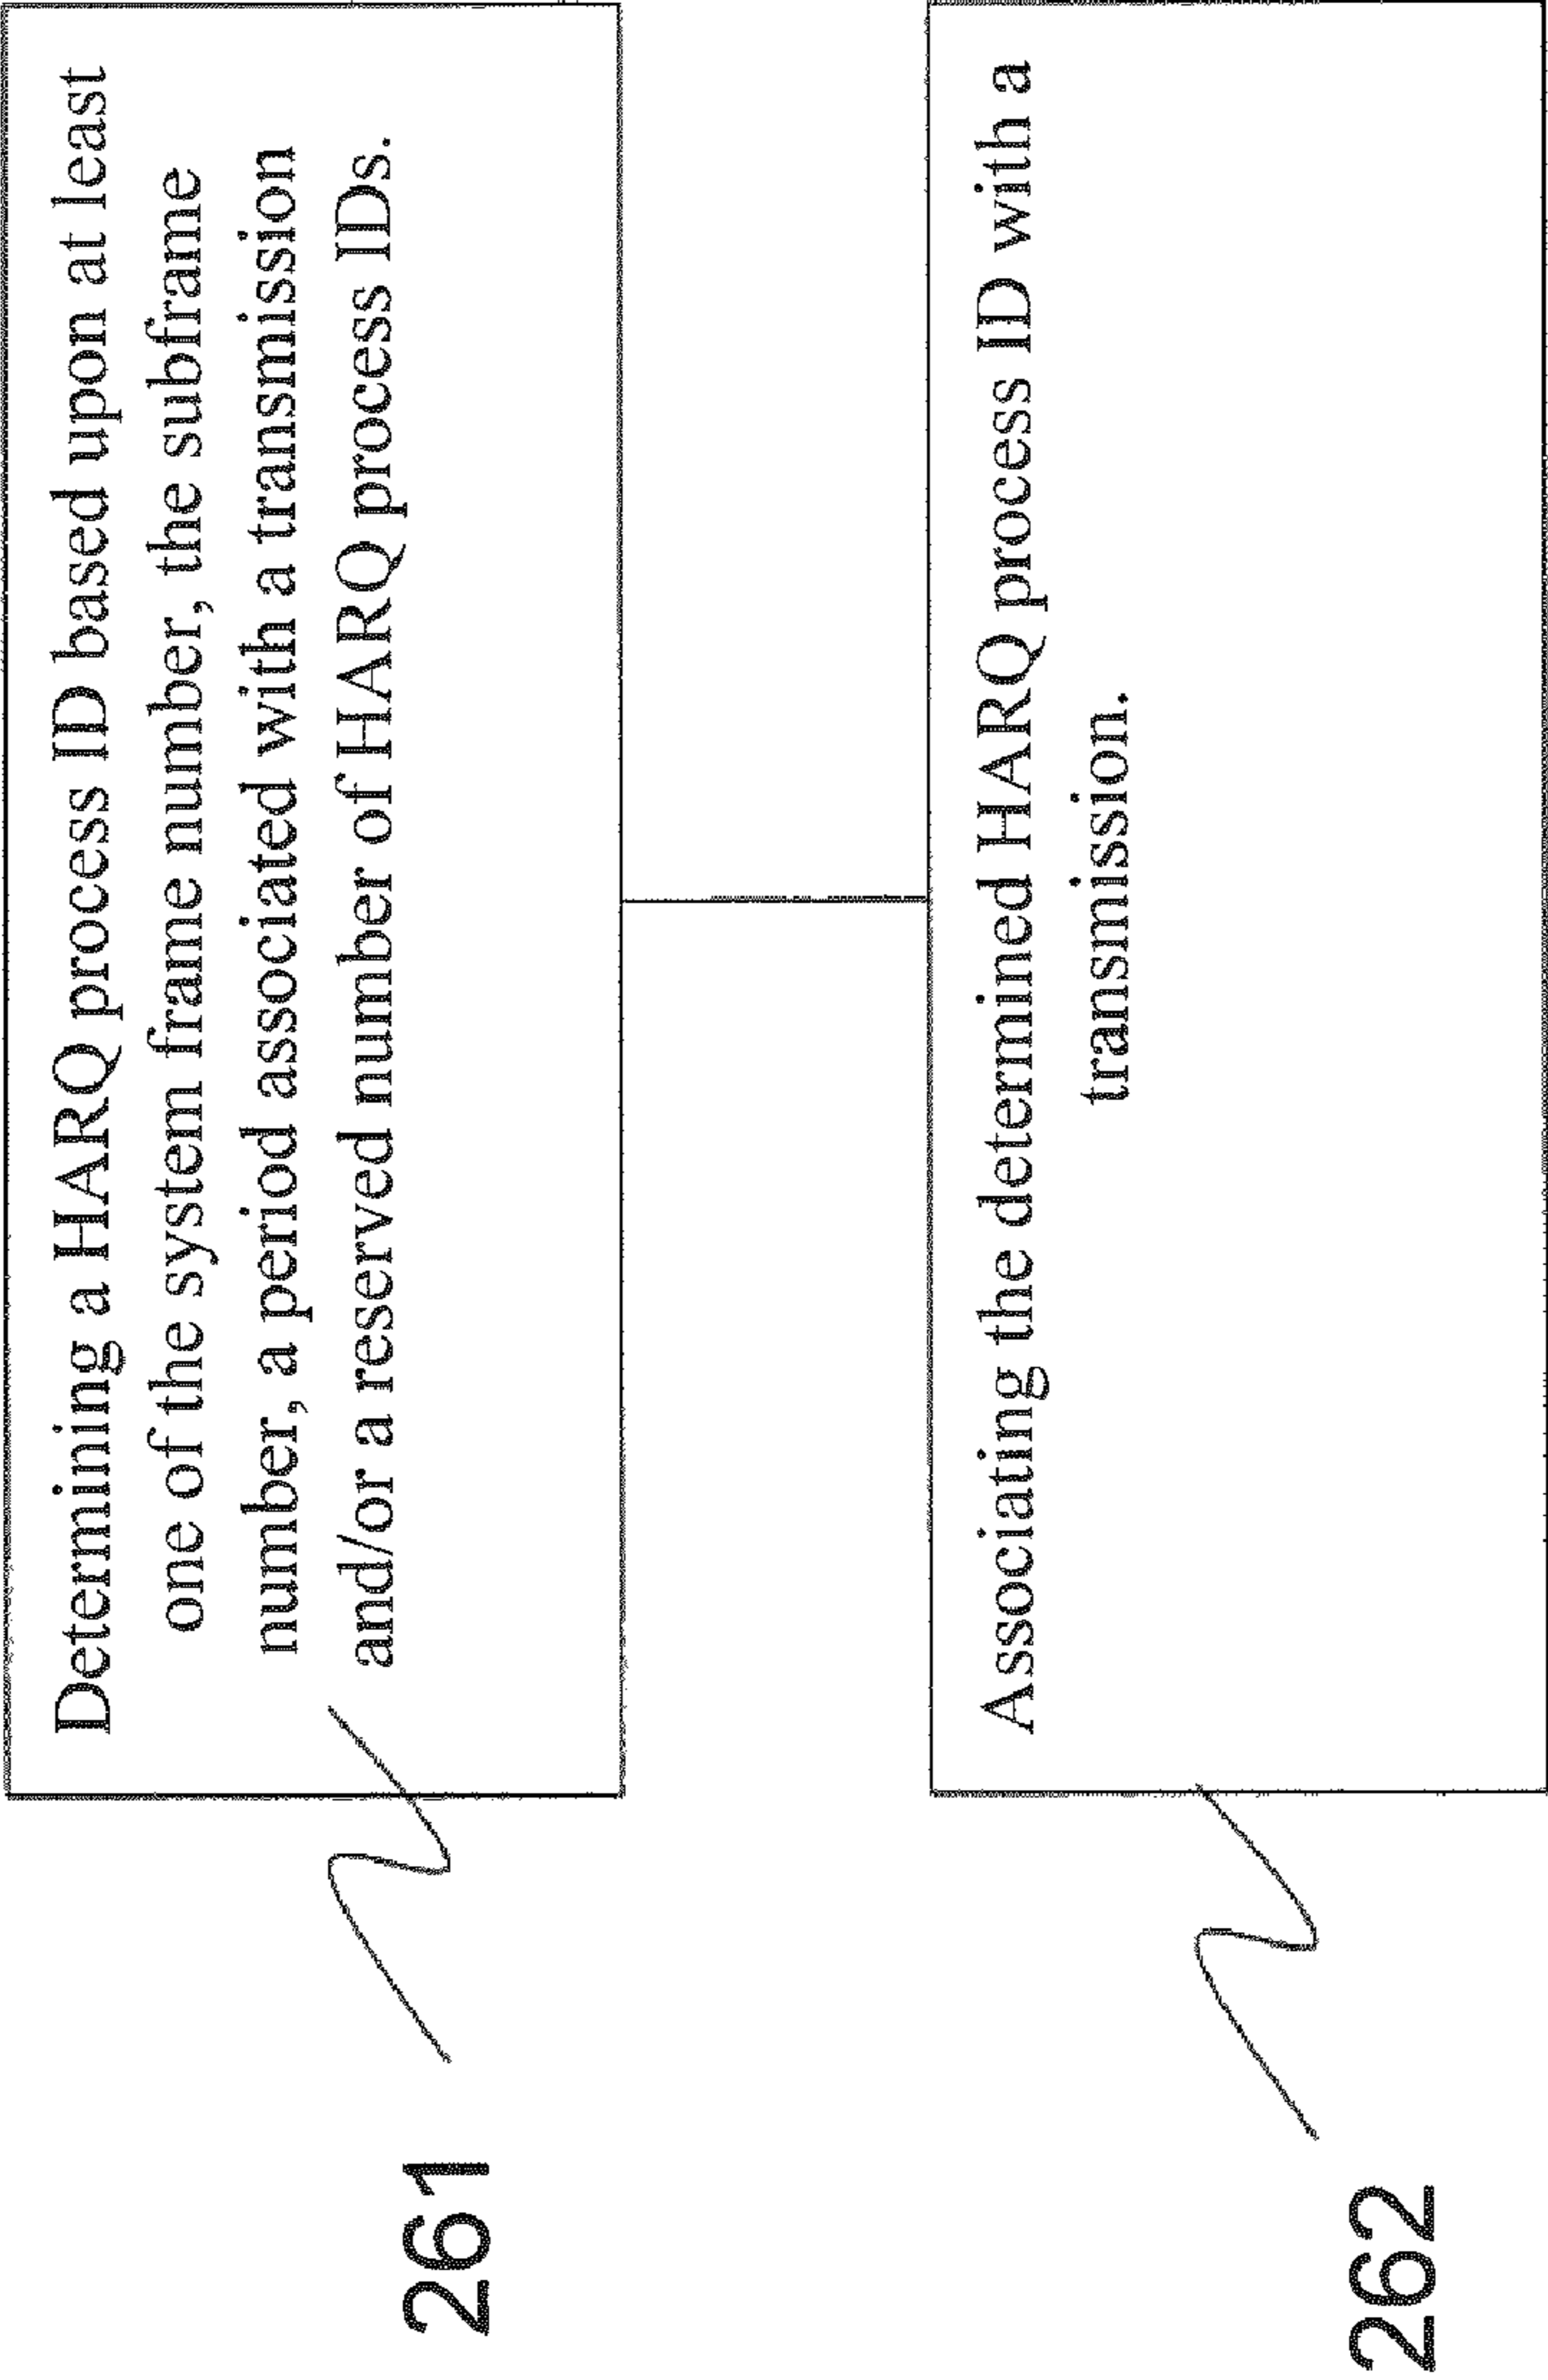 Determining a HARQ process ID based upon at least
one of the system frame number, the subframe
number, a period associated with a transmission
and/or a reserved number of HARQ process IDs.
261
Associating the determined HARQ process ID with a
transmission.
262